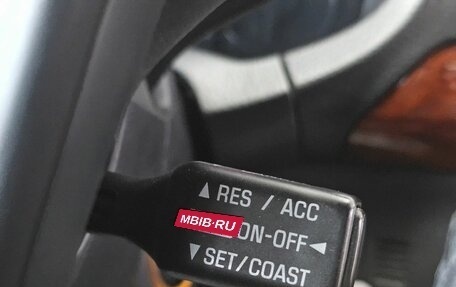 ▲ RES / ACC
MBIB·RU
ON-OFF◄
▼ SET/COAST